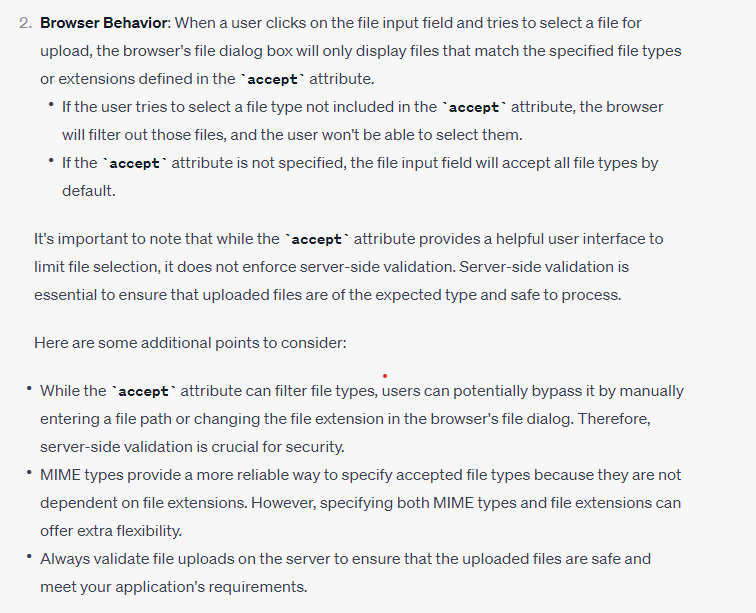 2. Browser Behavior: When a user clicks on the file input field and tries to select a file for
upload, the browser's file dialog box will only display files that match the specified file types
or extensions defined in the `accept` attribute.
• If the user tries to select a file type not included in the `accept` attribute, the browser
will filter out those files, and the user won't be able to select them.
• If the `accept` attribute is not specified, the file input field will accept all file types by
default.
It's important to note that while the `accept` attribute provides a helpful user interface to
limit file selection, it does not enforce server-side validation. Server-side validation is
essential to ensure that uploaded files are of the expected type and safe to process.
Here are some additional points to consider:
• While the `accept` attribute can filter file types, users can potentially bypass it by manually
entering a file path or changing the file extension in the browser's file dialog. Therefore,
server-side validation is crucial for security.
• MIME types provide a more reliable way to specify accepted file types because they are not
dependent on file extensions. However, specifying both MIME types and file extensions can
offer extra flexibility.
• Always validate file uploads on the server to ensure that the uploaded files are safe and
meet your application's requirements.